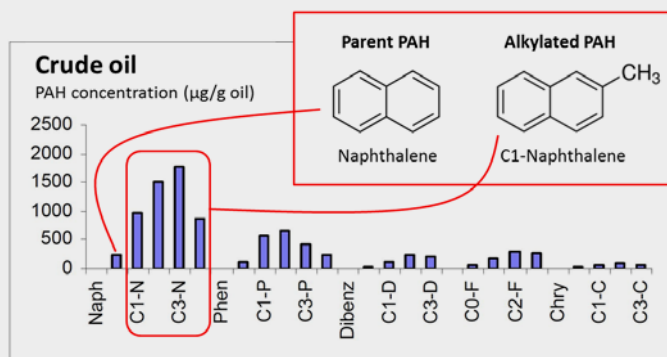 Parent PAH
Alkylated PAH
CH₃
Naphthalene
C1-Naphthalene
Crude oil
PAH concentration (µg/g oil)
2500
2000
1500
1000
500
0
Naph
C1-N
C3-N
Phen
C1-P
C3-P
Dibenz
C1-D
C3-D
C0-F
C2-F
Chry
C1-C
C3-C